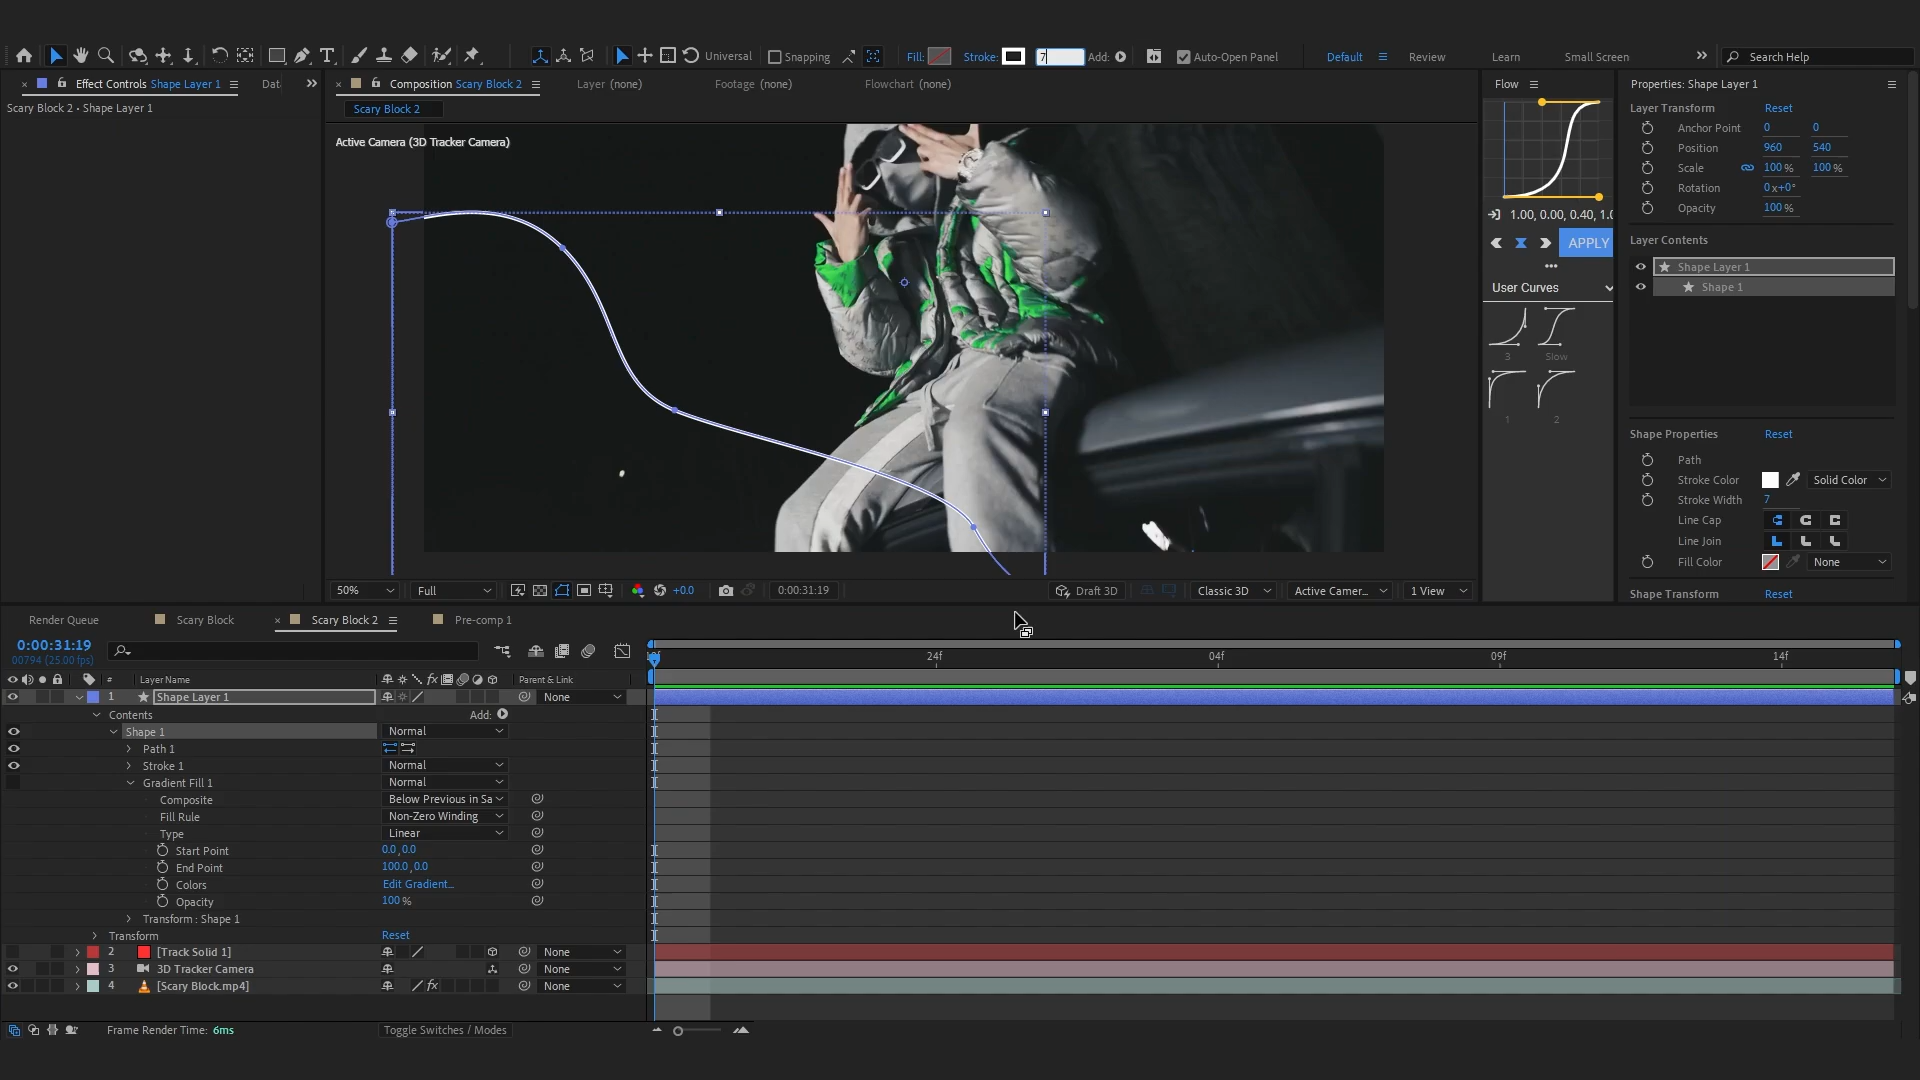 Universal
Snapping
Fill:
Stroke:
7
Add:
Auto-Open Panel
Default
Review
Learn
Small Screen
Search Help
Effect Controls Shape Layer 1
Dat
Composition Scary Block 2
Layer (none)
Footage (none)
Flowchart (none)
Flow
Properties: Shape Layer 1
Scary Block 2 • Shape Layer 1
Scary Block 2
Active Camera (3D Tracker Camera)
Layer Transform
Reset
Anchor Point
0
0
Position
960
540
Scale
100 %
100 %
Rotation
0x+0°
Opacity
100 %
1.00, 0.00, 0.40, 1.0
APPLY
User Curves
3
Slow
1
2
Layer Contents
Shape Layer 1
Shape 1
Shape Properties
Reset
Path
Stroke Color
Solid Color
Stroke Width
7
Line Cap
Line Join
Fill Color
None
Shape Transform
Reset
50%
Full
+0.0
0:00:31:19
Draft 3D
Classic 3D
Active Camer...
1 View
Render Queue
Scary Block
Scary Block 2
Pre-comp 1
0:00:31:19
00794 (25.00 fps)
24f
04f
09f
14f
#
Layer Name
fx
Parent & Link
1
Shape Layer 1
None
Contents
Add:
Shape 1
Normal
Path 1
Stroke 1
Normal
Gradient Fill 1
Normal
Composite
Below Previous in Sa
Fill Rule
Non-Zero Winding
Type
Linear
Start Point
0.0,0.0
End Point
100.0,0.0
Colors
Edit Gradient...
Opacity
100 %
Transform : Shape 1
Transform
Reset
2
[Track Solid 1]
None
3
3D Tracker Camera
None
4
[Scary Block.mp4]
fx
None
Frame Render Time: 6ms
Toggle Switches / Modes